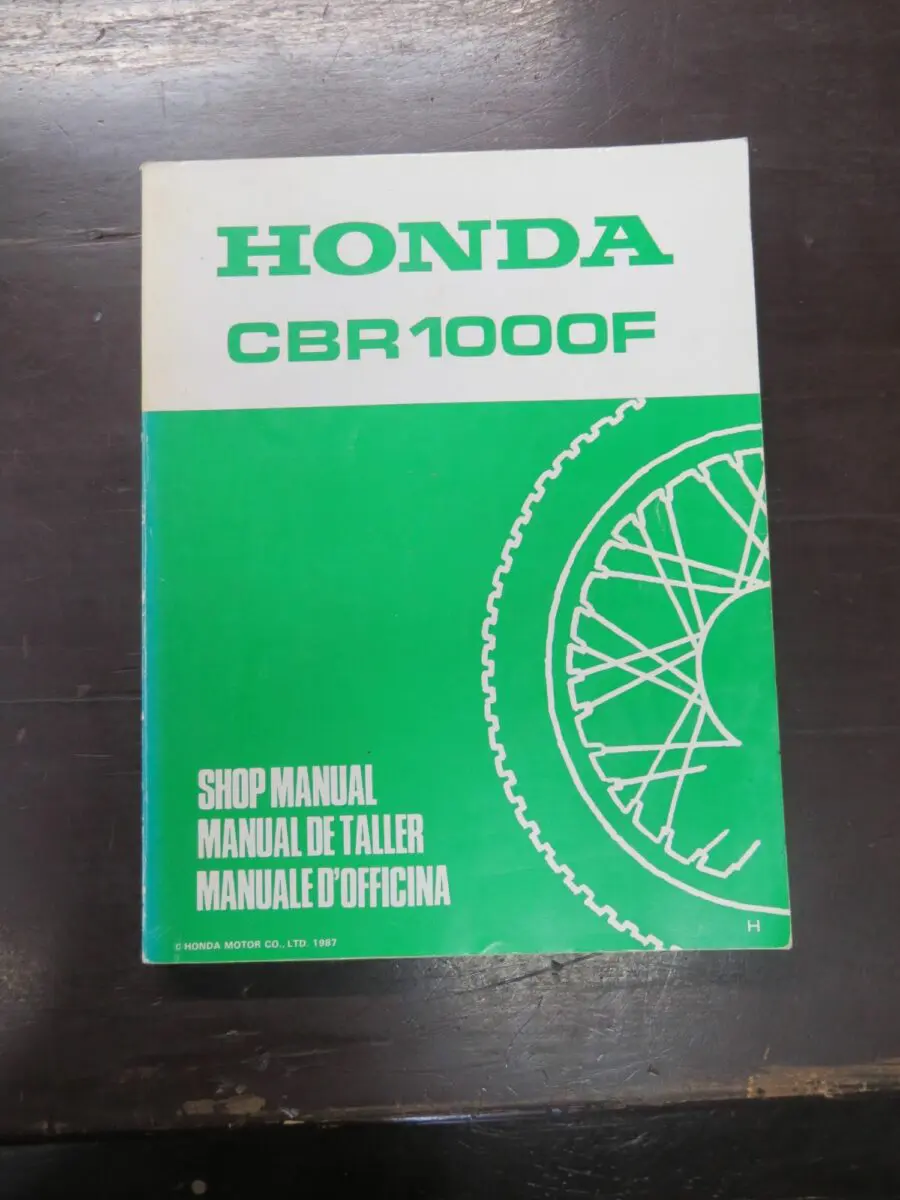 HONDA
CBR1000F
SHOP MANUAL
MANUAL DE TALLER
MANUALE D'OFFICINA
© HONDA MOTOR CO., LTD. 1987
H